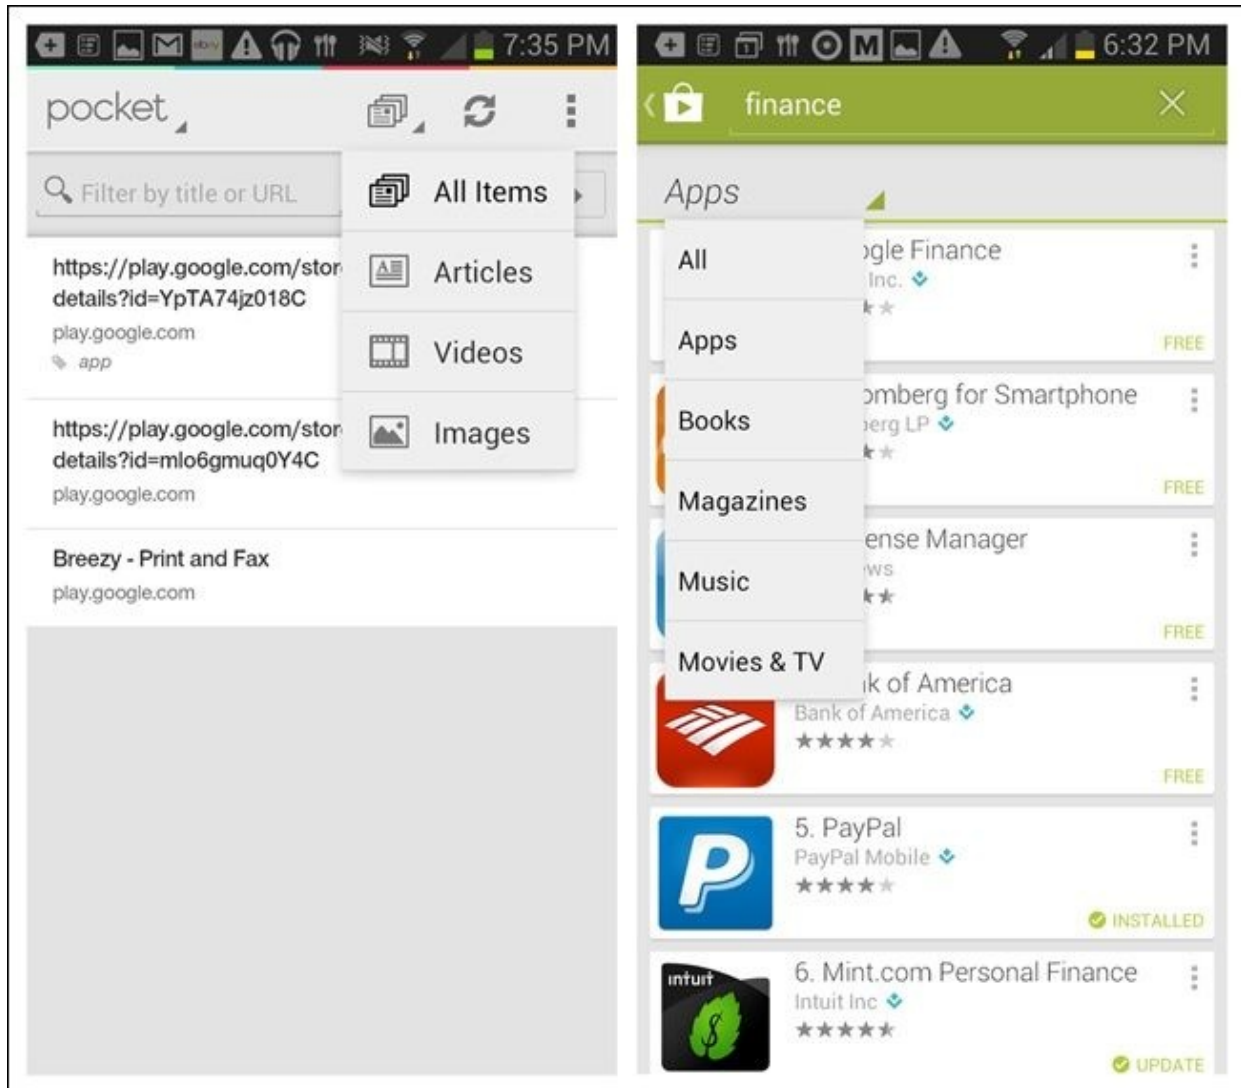 7:35 PM
pocket
Filter by title or URL
All Items
Articles
Videos
Images
https://play.google.com/stor
details?id=YpTA74jz018C
play.google.com
app
https://play.google.com/stor
details?id=mlo6gmuq0Y4C
play.google.com
Breezy - Print and Fax
play.google.com
6:32 PM
finance
Apps
All
Apps
Books
Magazines
Music
Movies & TV
ogle Finance
Inc.
FREE
omberg for Smartphone
erg LP
FREE
ense Manager
ws
FREE
k of America
Bank of America
FREE
5. PayPal
PayPal Mobile
INSTALLED
intuit
6. Mint.com Personal Finance
Intuit Inc
UPDATE